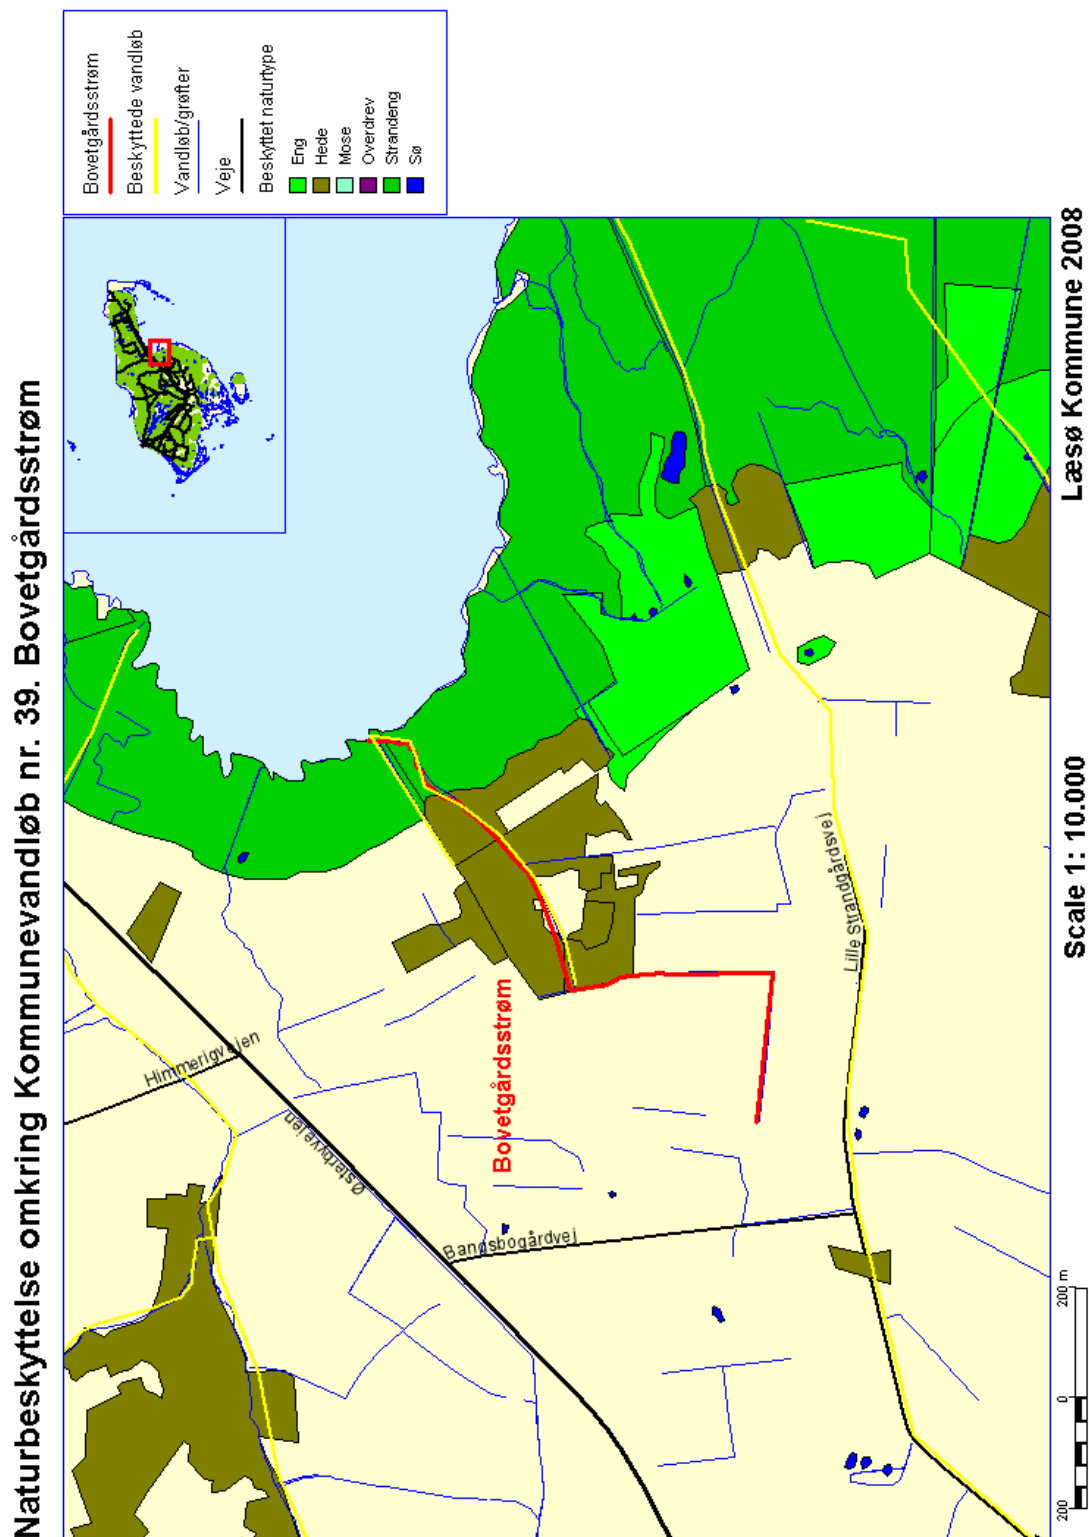 Naturbeskyttelse omkring Kommunevandløb nr. 39. Bovetgårdsstrøm
Bovetgårdsstrøm
Beskyttede vandløb
Vandløb/grøfter
Veje
Beskyttet naturtype
Eng
Hede
Mose
Overdrev
Strandeng
Sø
Himmerigvejen
Østerbyvejen
Bangsbogårdvej
Bovetgårdsstrøm
Lille Strandgårdsvej
200 0 200 m
Scale 1: 10.000
Læsø Kommune 2008